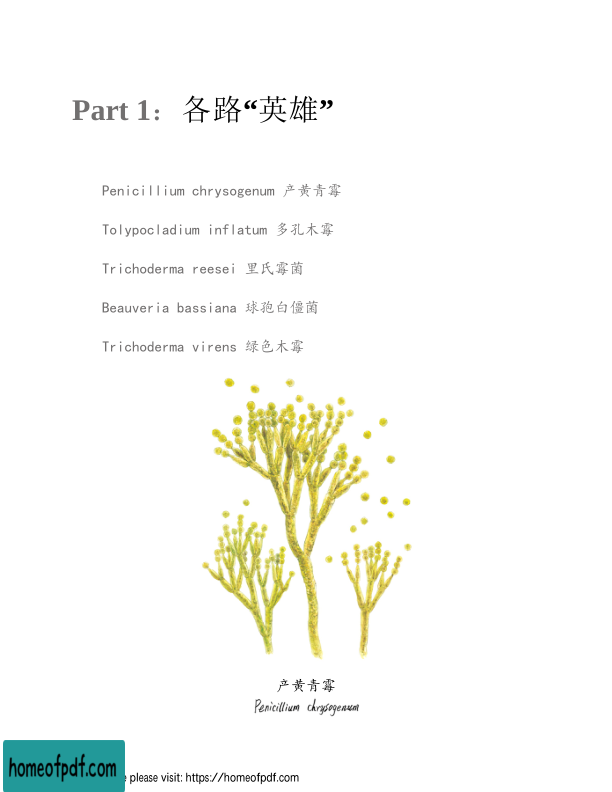 Part 1：各路“英雄”
Penicillium chrysogenum 产黄青霉
Tolypocladium inflatum 多孔木霉
Trichoderma reesei 里氏霉菌
Beauveria bassiana 球孢白僵菌
Trichoderma virens 绿色木霉
产黄青霉
Penicillium chrysogenum
homeofpdf.com
please visit: https://homeofpdf.com